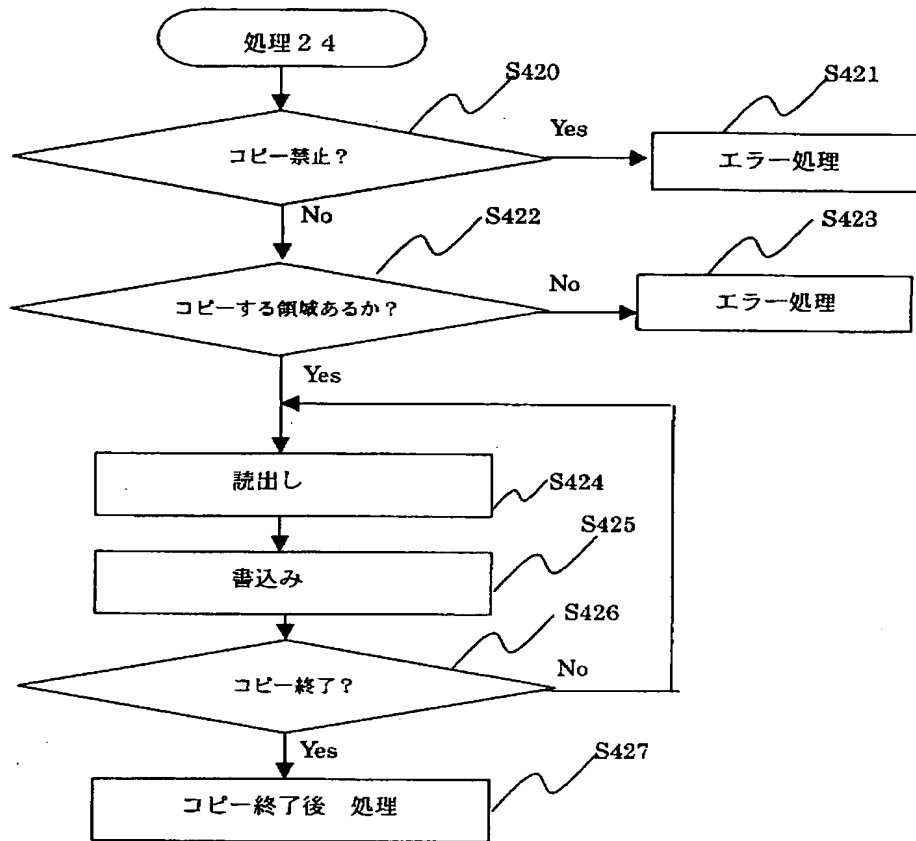 処理２４
S420
S421
コピー禁止？
Yes
エラー処理
No
S422
S423
コピーする領域あるか？
No
エラー処理
Yes
読出し
S424
S425
書込み
S426
コピー終了？
No
Yes
S427
コピー終了後　処理